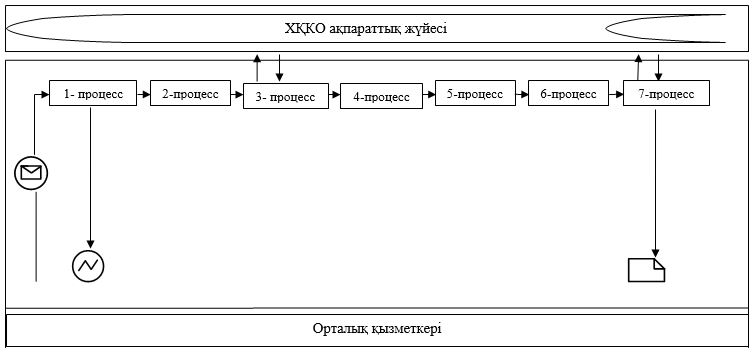 ХҚКО ақпараттық жүйесі
1- процесс
2-процесс
3- процесс
4-процесс
5-процесс
6-процесс
7-процесс
Орталық қызметкері